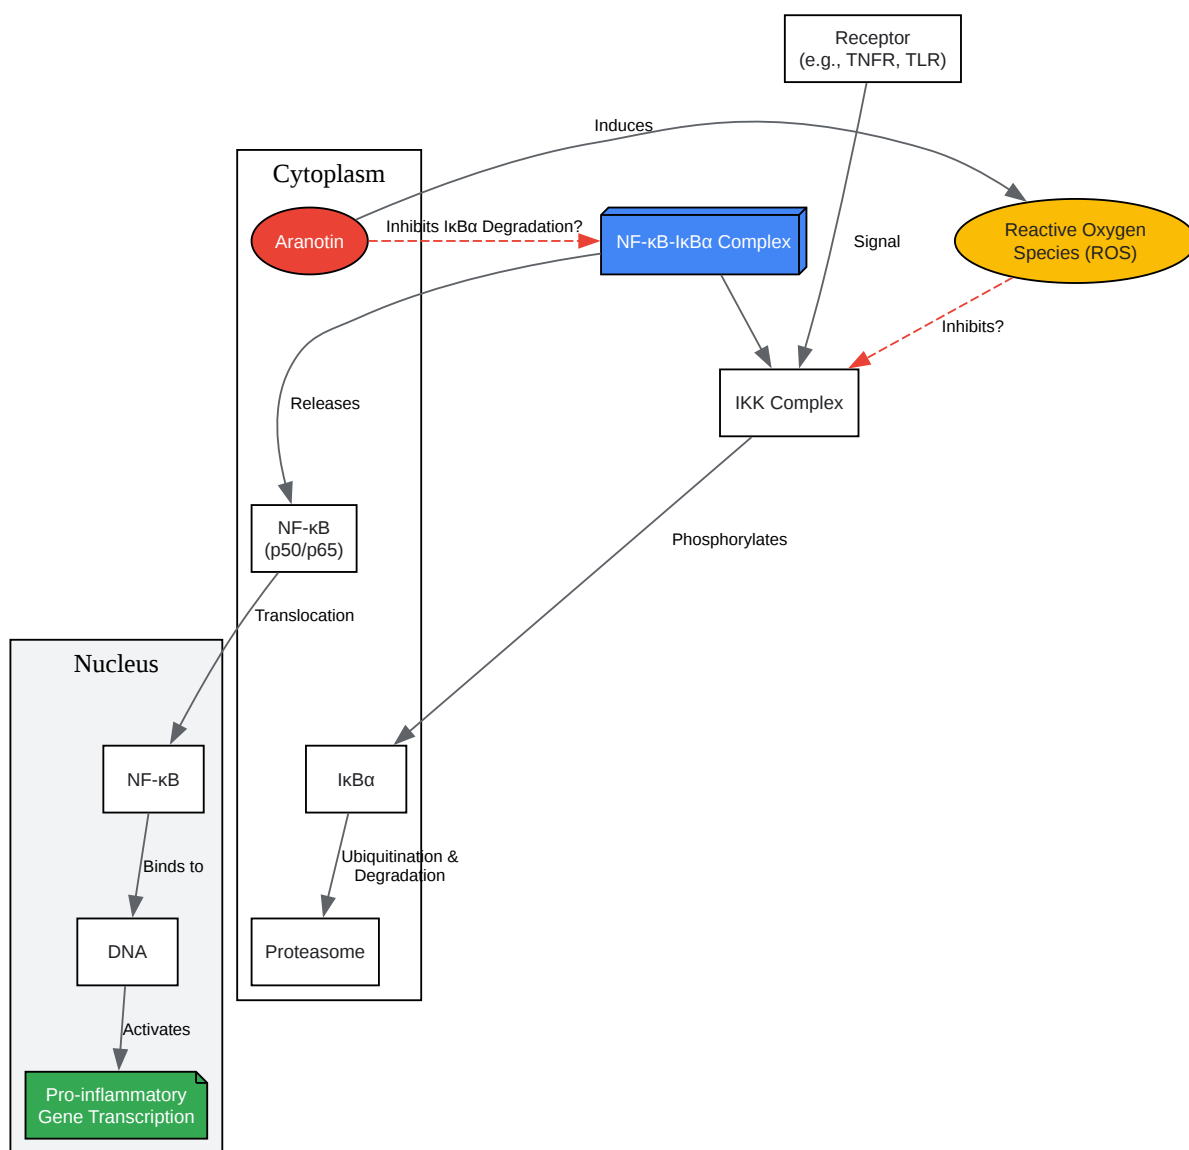 Receptor
(e.g., TNFR, TLR)
Induces
Cytoplasm
Aranotin
Inhibits IκBα Degradation?
NF-κB-IκBα Complex
Signal
Reactive Oxygen
Species (ROS)
Inhibits?
IKK Complex
Releases
NF-κB
(p50/p65)
Phosphorylates
Translocation
Nucleus
NF-κB
IκBα
Binds to
Ubiquitination &
Degradation
DNA
Proteasome
Activates
Pro-inflammatory
Gene Transcription